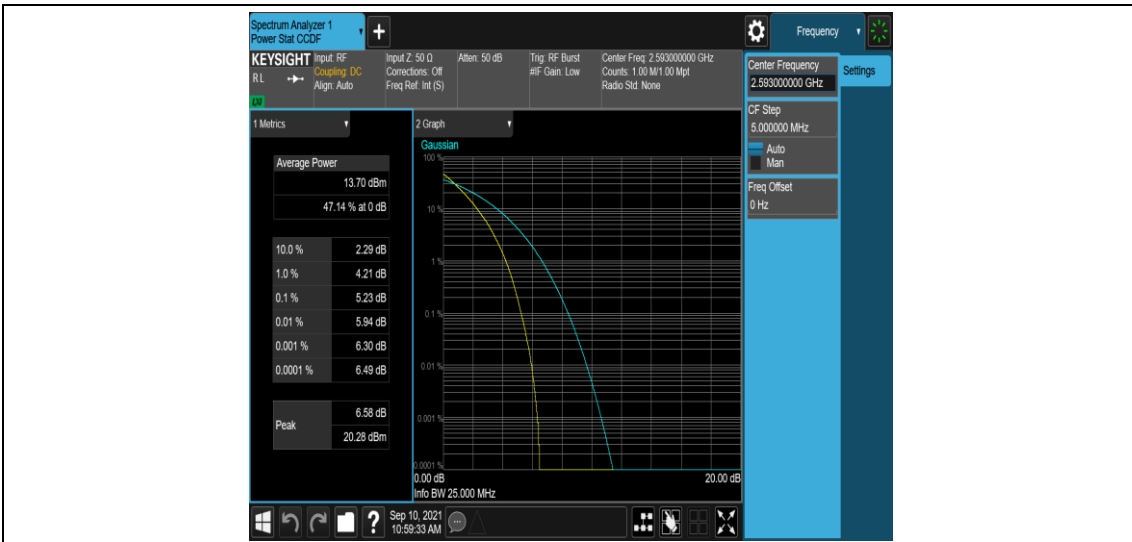 Spectrum Analyzer 1
Power Stat CCDF
+
Frequency
KEYSIGHT
RL
LXI
Input: RF
Coupling: DC
Align: Auto
Input Z: 50 Ω
Corrections: Off
Freq Ref: Int (S)
Atten: 50 dB
Trig: RF Burst
#IF Gain: Low
Center Freq: 2.593000000 GHz
Counts: 1.00 M/1.00 Mpt
Radio Std: None
Center Frequency
2.593000000 GHz
Settings
CF Step
5.000000 MHz
Auto
Man
Freq Offset
0 Hz
1 Metrics
Average Power
13.70 dBm
47.14 % at 0 dB
10.0 % 2.29 dB
1.0 % 4.21 dB
0.1 % 5.23 dB
0.01 % 5.94 dB
0.001 % 6.30 dB
0.0001 % 6.49 dB
Peak
6.58 dB
20.28 dBm
2 Graph
Gaussian
100 %
10 %
1 %
0.1 %
0.01 %
0.001 %
0.0001 %
0.00 dB 20.00 dB
Info BW 25.000 MHz
?
Sep 10, 2021
10:59:33 AM